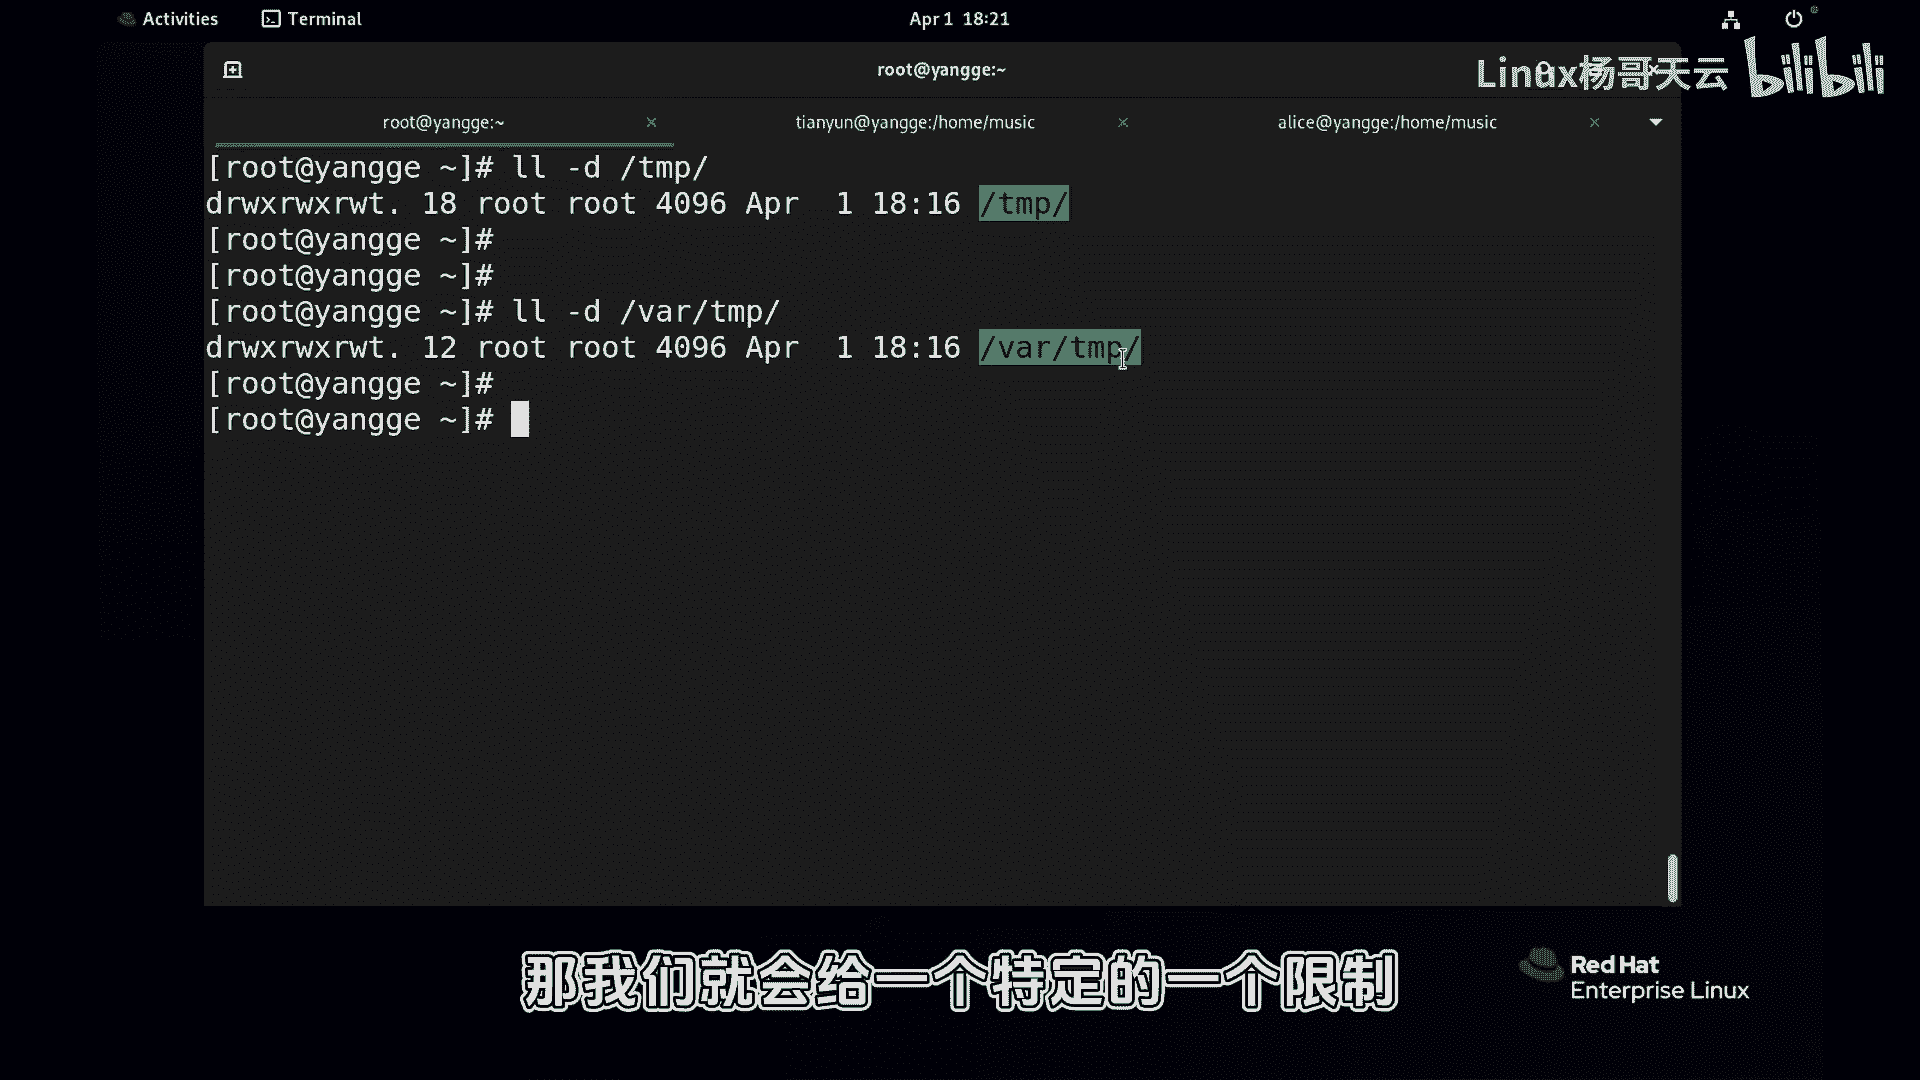 Activities
Terminal
Apr 1 18:21
root@yangge:~
Linux杨哥天云
bilibili
root@yangge:~
tianyun@yangge:/home/music
alice@yangge:/home/music
[root@yangge ~]# ll -d /tmp/
drwxrwxrwt. 18 root root 4096 Apr  1 18:16 /tmp/
[root@yangge ~]#
[root@yangge ~]#
[root@yangge ~]# ll -d /var/tmp/
drwxrwxrwt. 12 root root 4096 Apr  1 18:16 /var/tmp/
[root@yangge ~]#
[root@yangge ~]#
那我们就会给一个特定的一个限制
Red Hat
Enterprise Linux